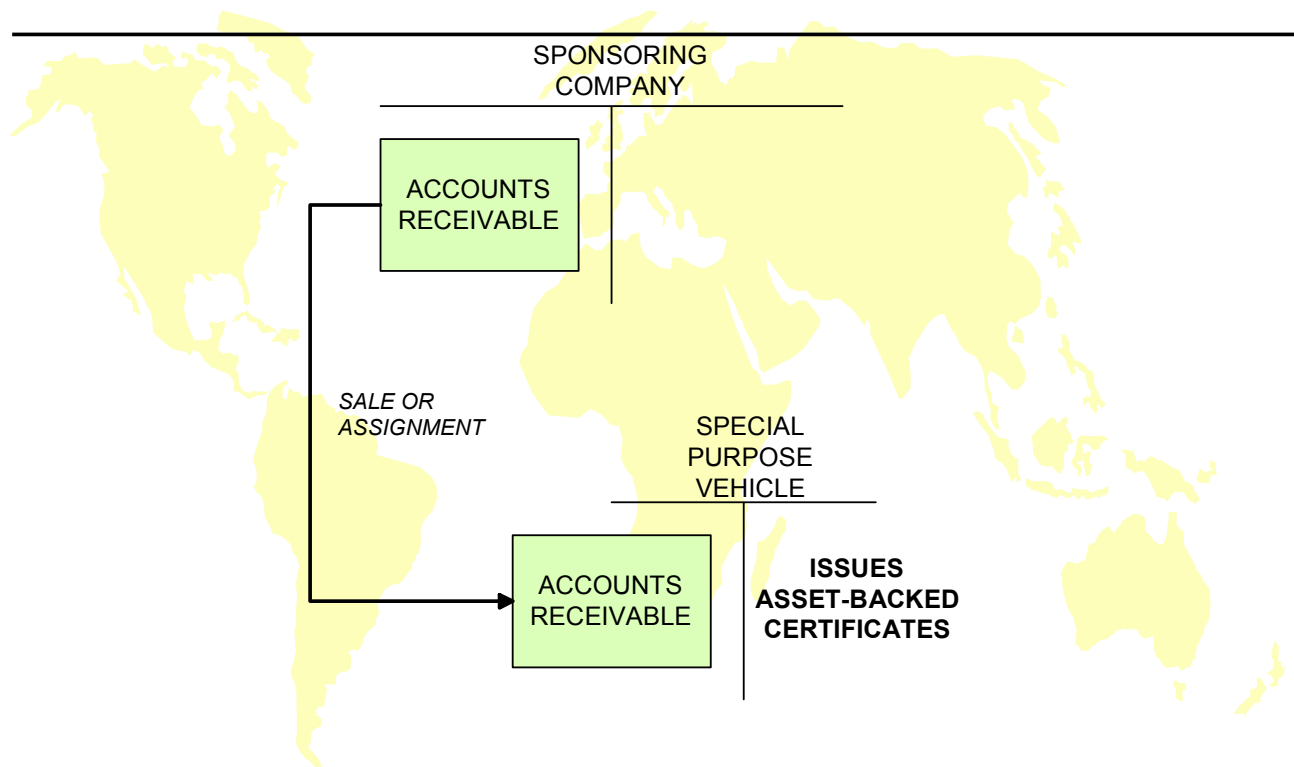 SPONSORING
COMPANY
ACCOUNTS
RECEIVABLE
SALE OR
ASSIGNMENT
SPECIAL
PURPOSE
VEHICLE
ACCOUNTS
RECEIVABLE
ISSUES
ASSET-BACKED
CERTIFICATES